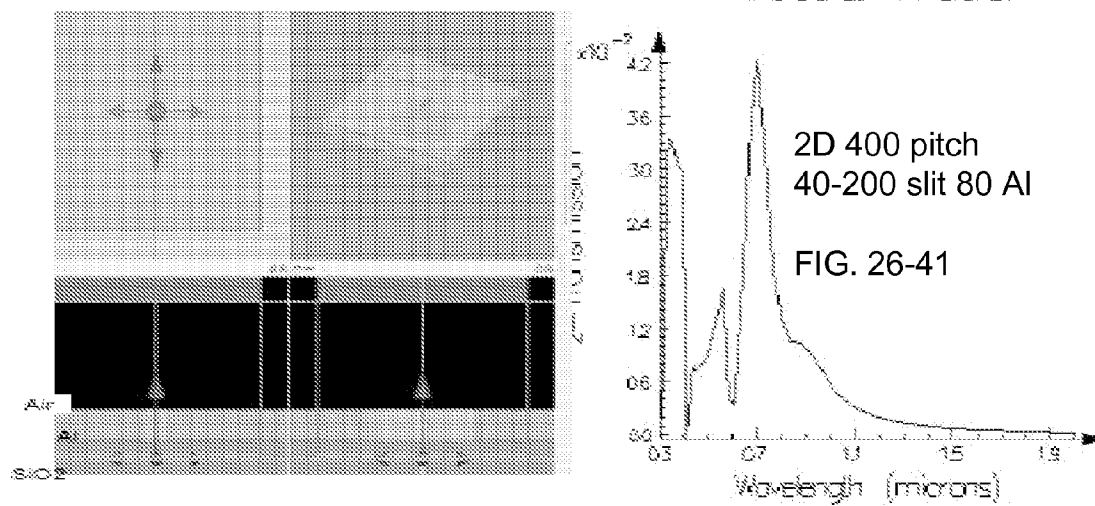 Air
Al
SiO2
Transmission
4.2
3.6
3.0
2.4
1.8
1.2
0.6
0.0
2D 400 pitch
40-200 slit 80 Al
FIG. 26-41
0.3 0.7 1.1 1.5 1.9
Wavelength (microns)